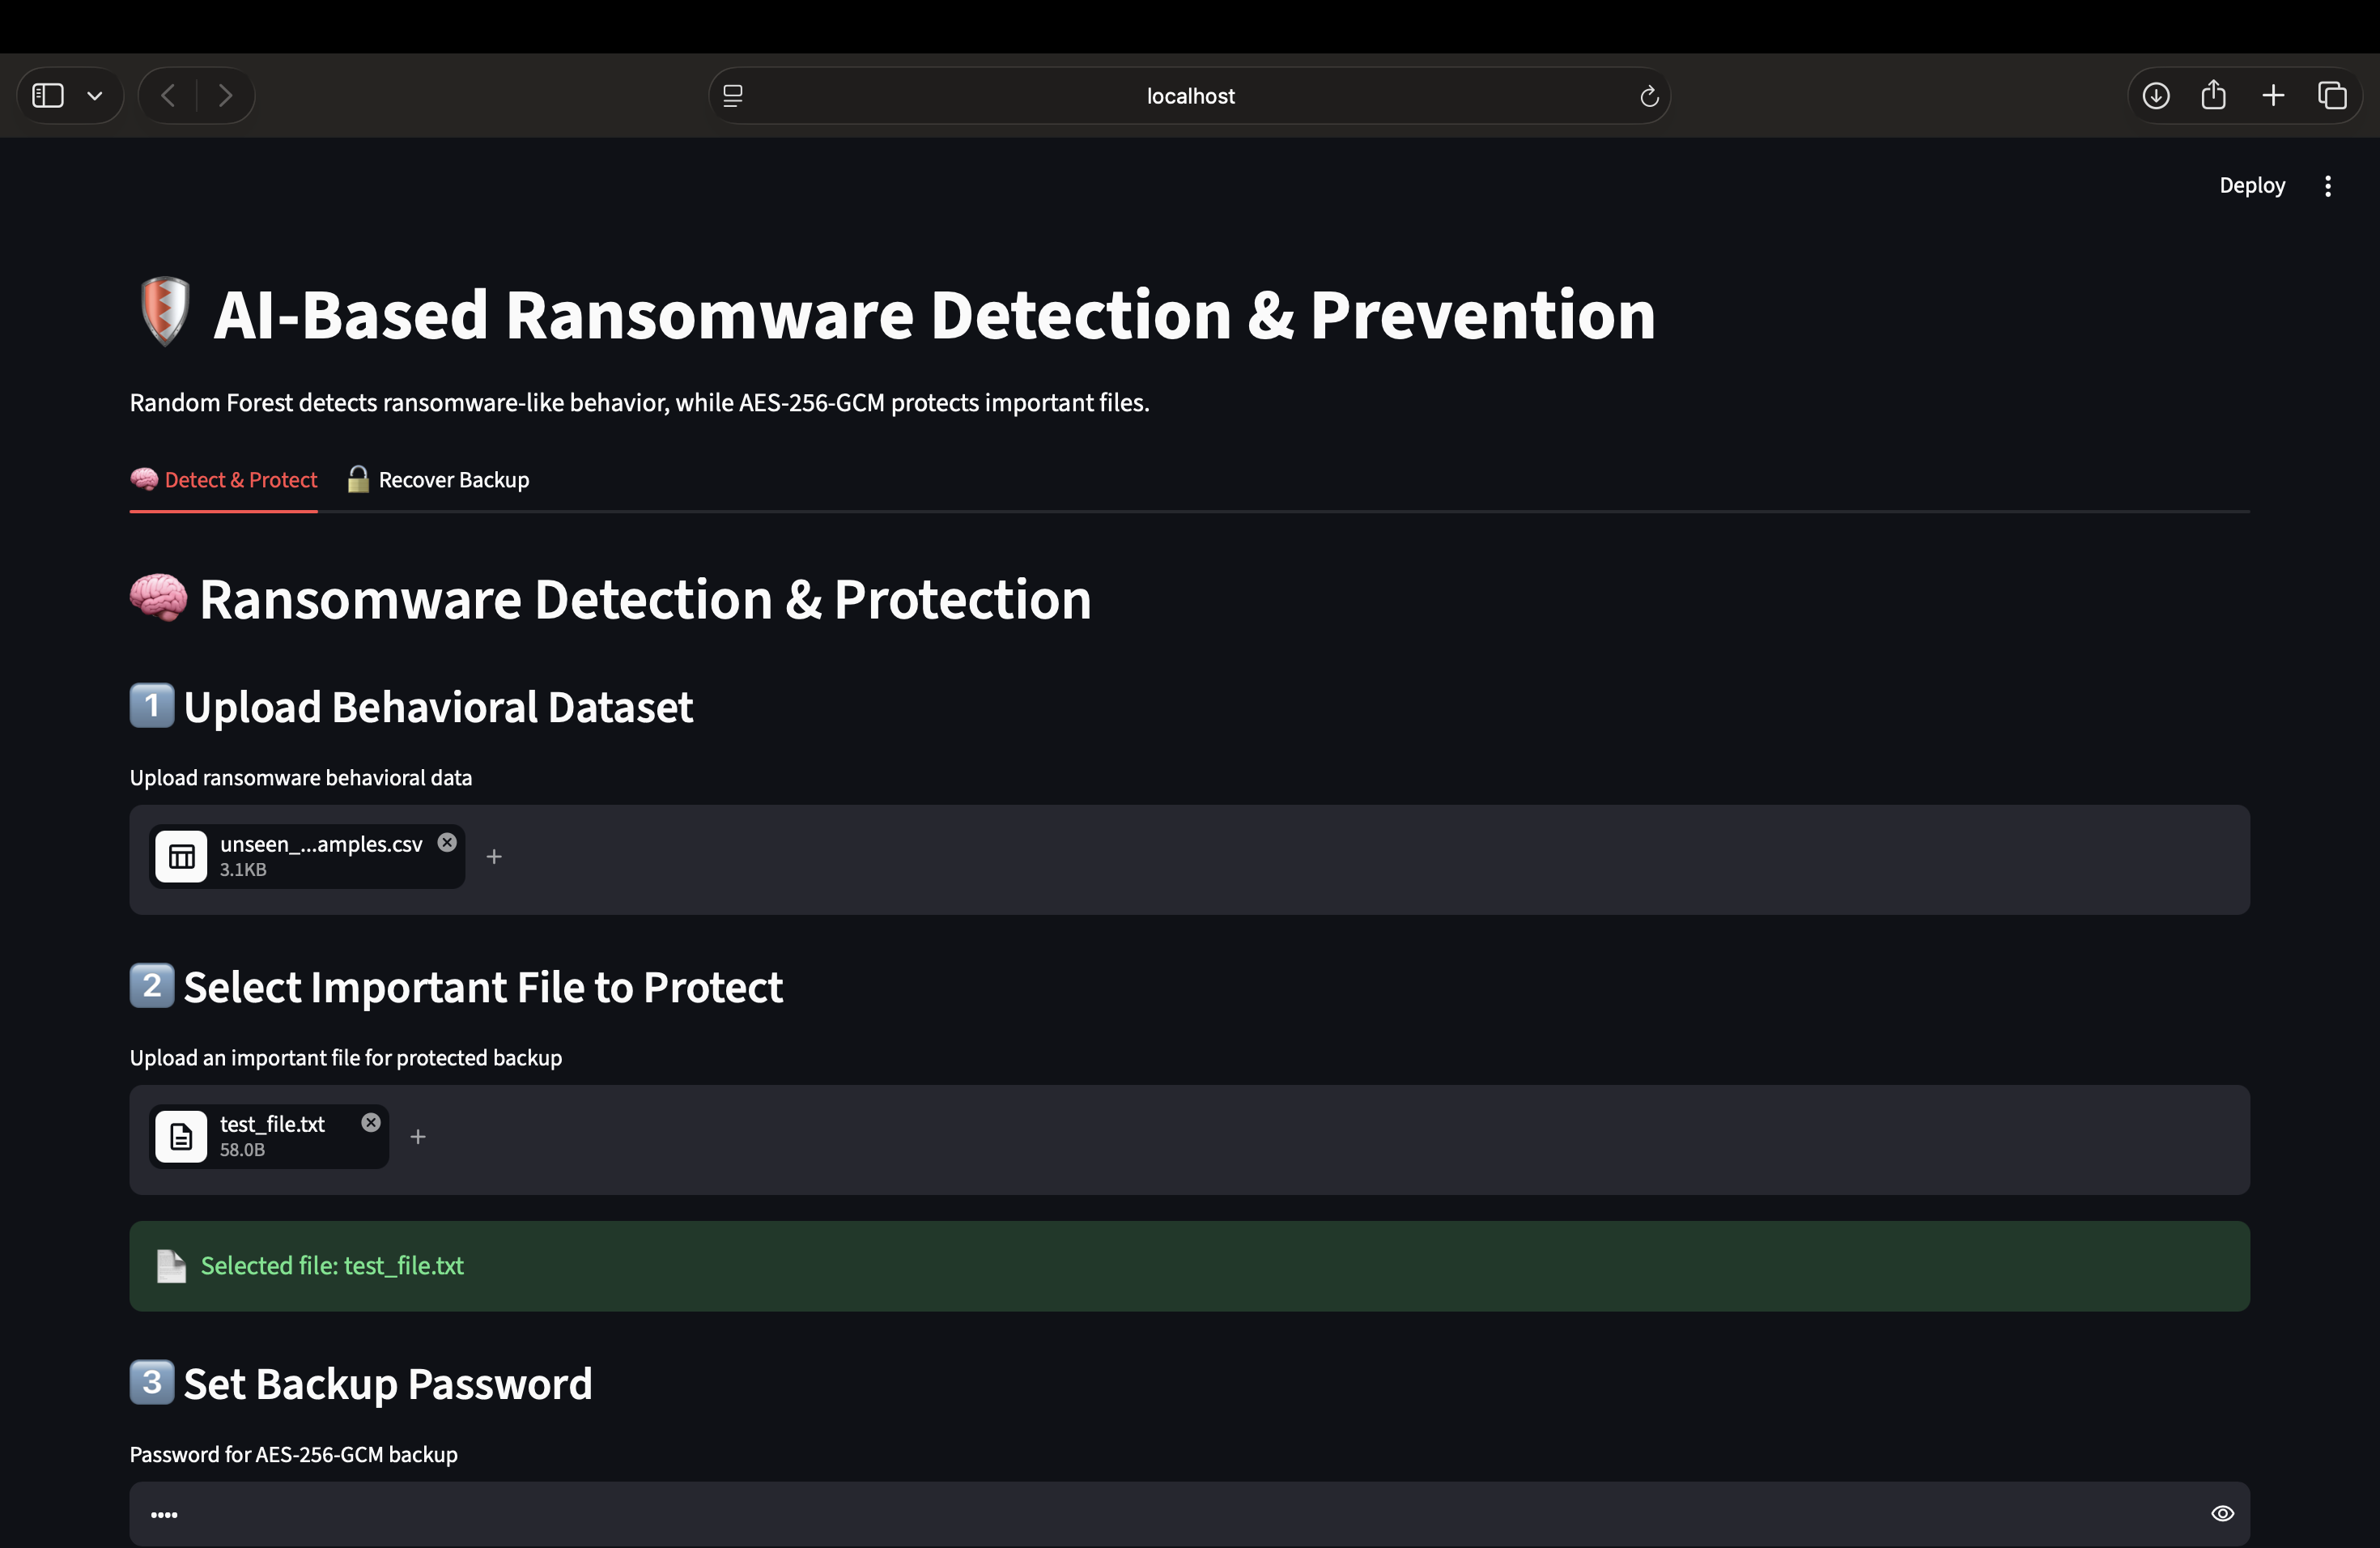 localhost
Deploy
🛡️ AI-Based Ransomware Detection & Prevention
Random Forest detects ransomware-like behavior, while AES-256-GCM protects important files.
🧠 Detect & Protect 🔓 Recover Backup
🧠 Ransomware Detection & Protection
1️⃣ Upload Behavioral Dataset
Upload ransomware behavioral data
unseen_...amples.csv
3.1KB
2️⃣ Select Important File to Protect
Upload an important file for protected backup
test_file.txt
58.0B
📄 Selected file: test_file.txt
3️⃣ Set Backup Password
Password for AES-256-GCM backup
••••